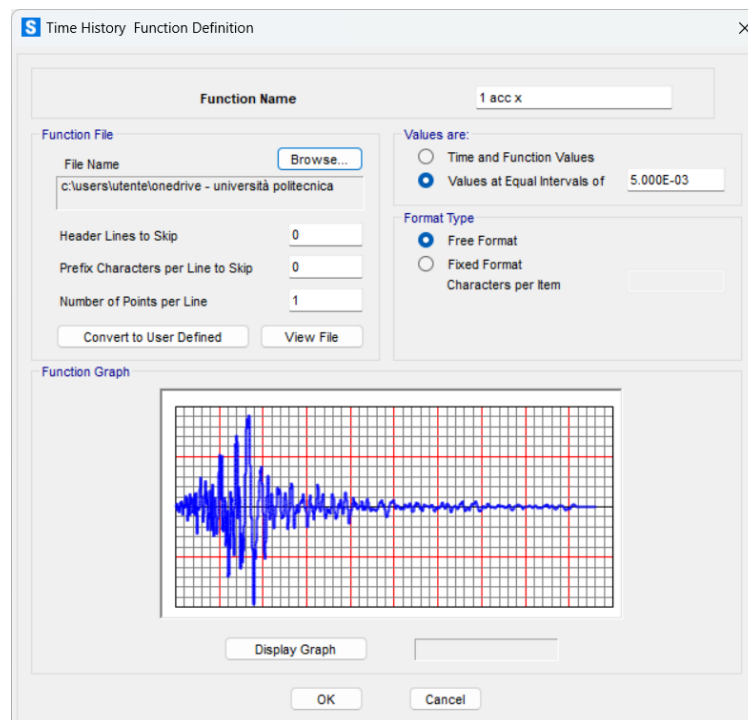 S Time History Function Definition
Function Name 1 acc x
Function File
File Name Browse...
c:\users\utente\onedrive - università politecnica
Header Lines to Skip 0
Prefix Characters per Line to Skip 0
Number of Points per Line 1
Convert to User Defined View File
Values are:
Time and Function Values
Values at Equal Intervals of 5.000E-03
Format Type
Free Format
Fixed Format
Characters per Item
Function Graph
Display Graph
OK Cancel